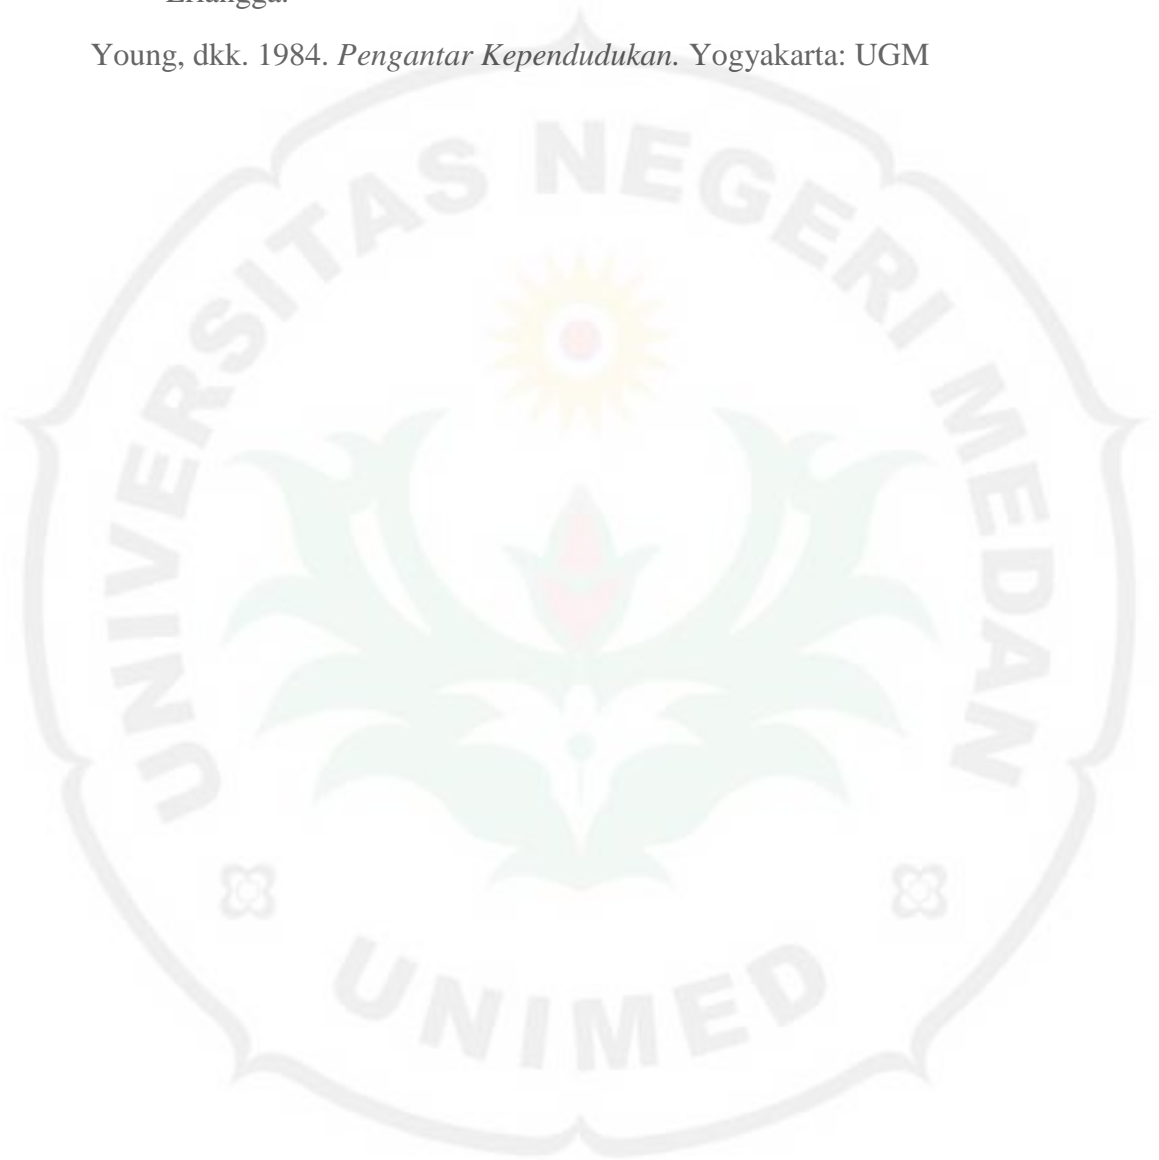 Erlangga.
Young, dkk. 1984. Pengantar Kependudukan. Yogyakarta: UGM
UNIVERSITAS NEGERI MEDAN
UNIMED